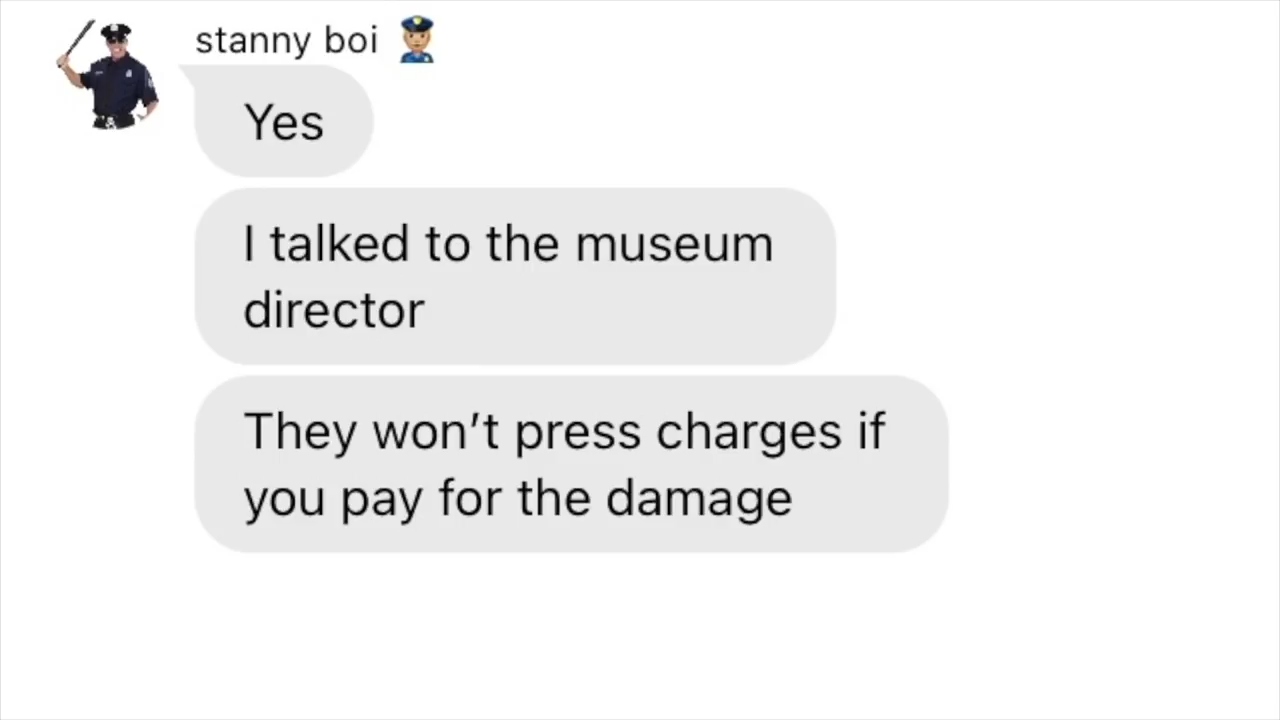 stanny boi 👮🏼
Yes
I talked to the museum
director
They won’t press charges if
you pay for the damage